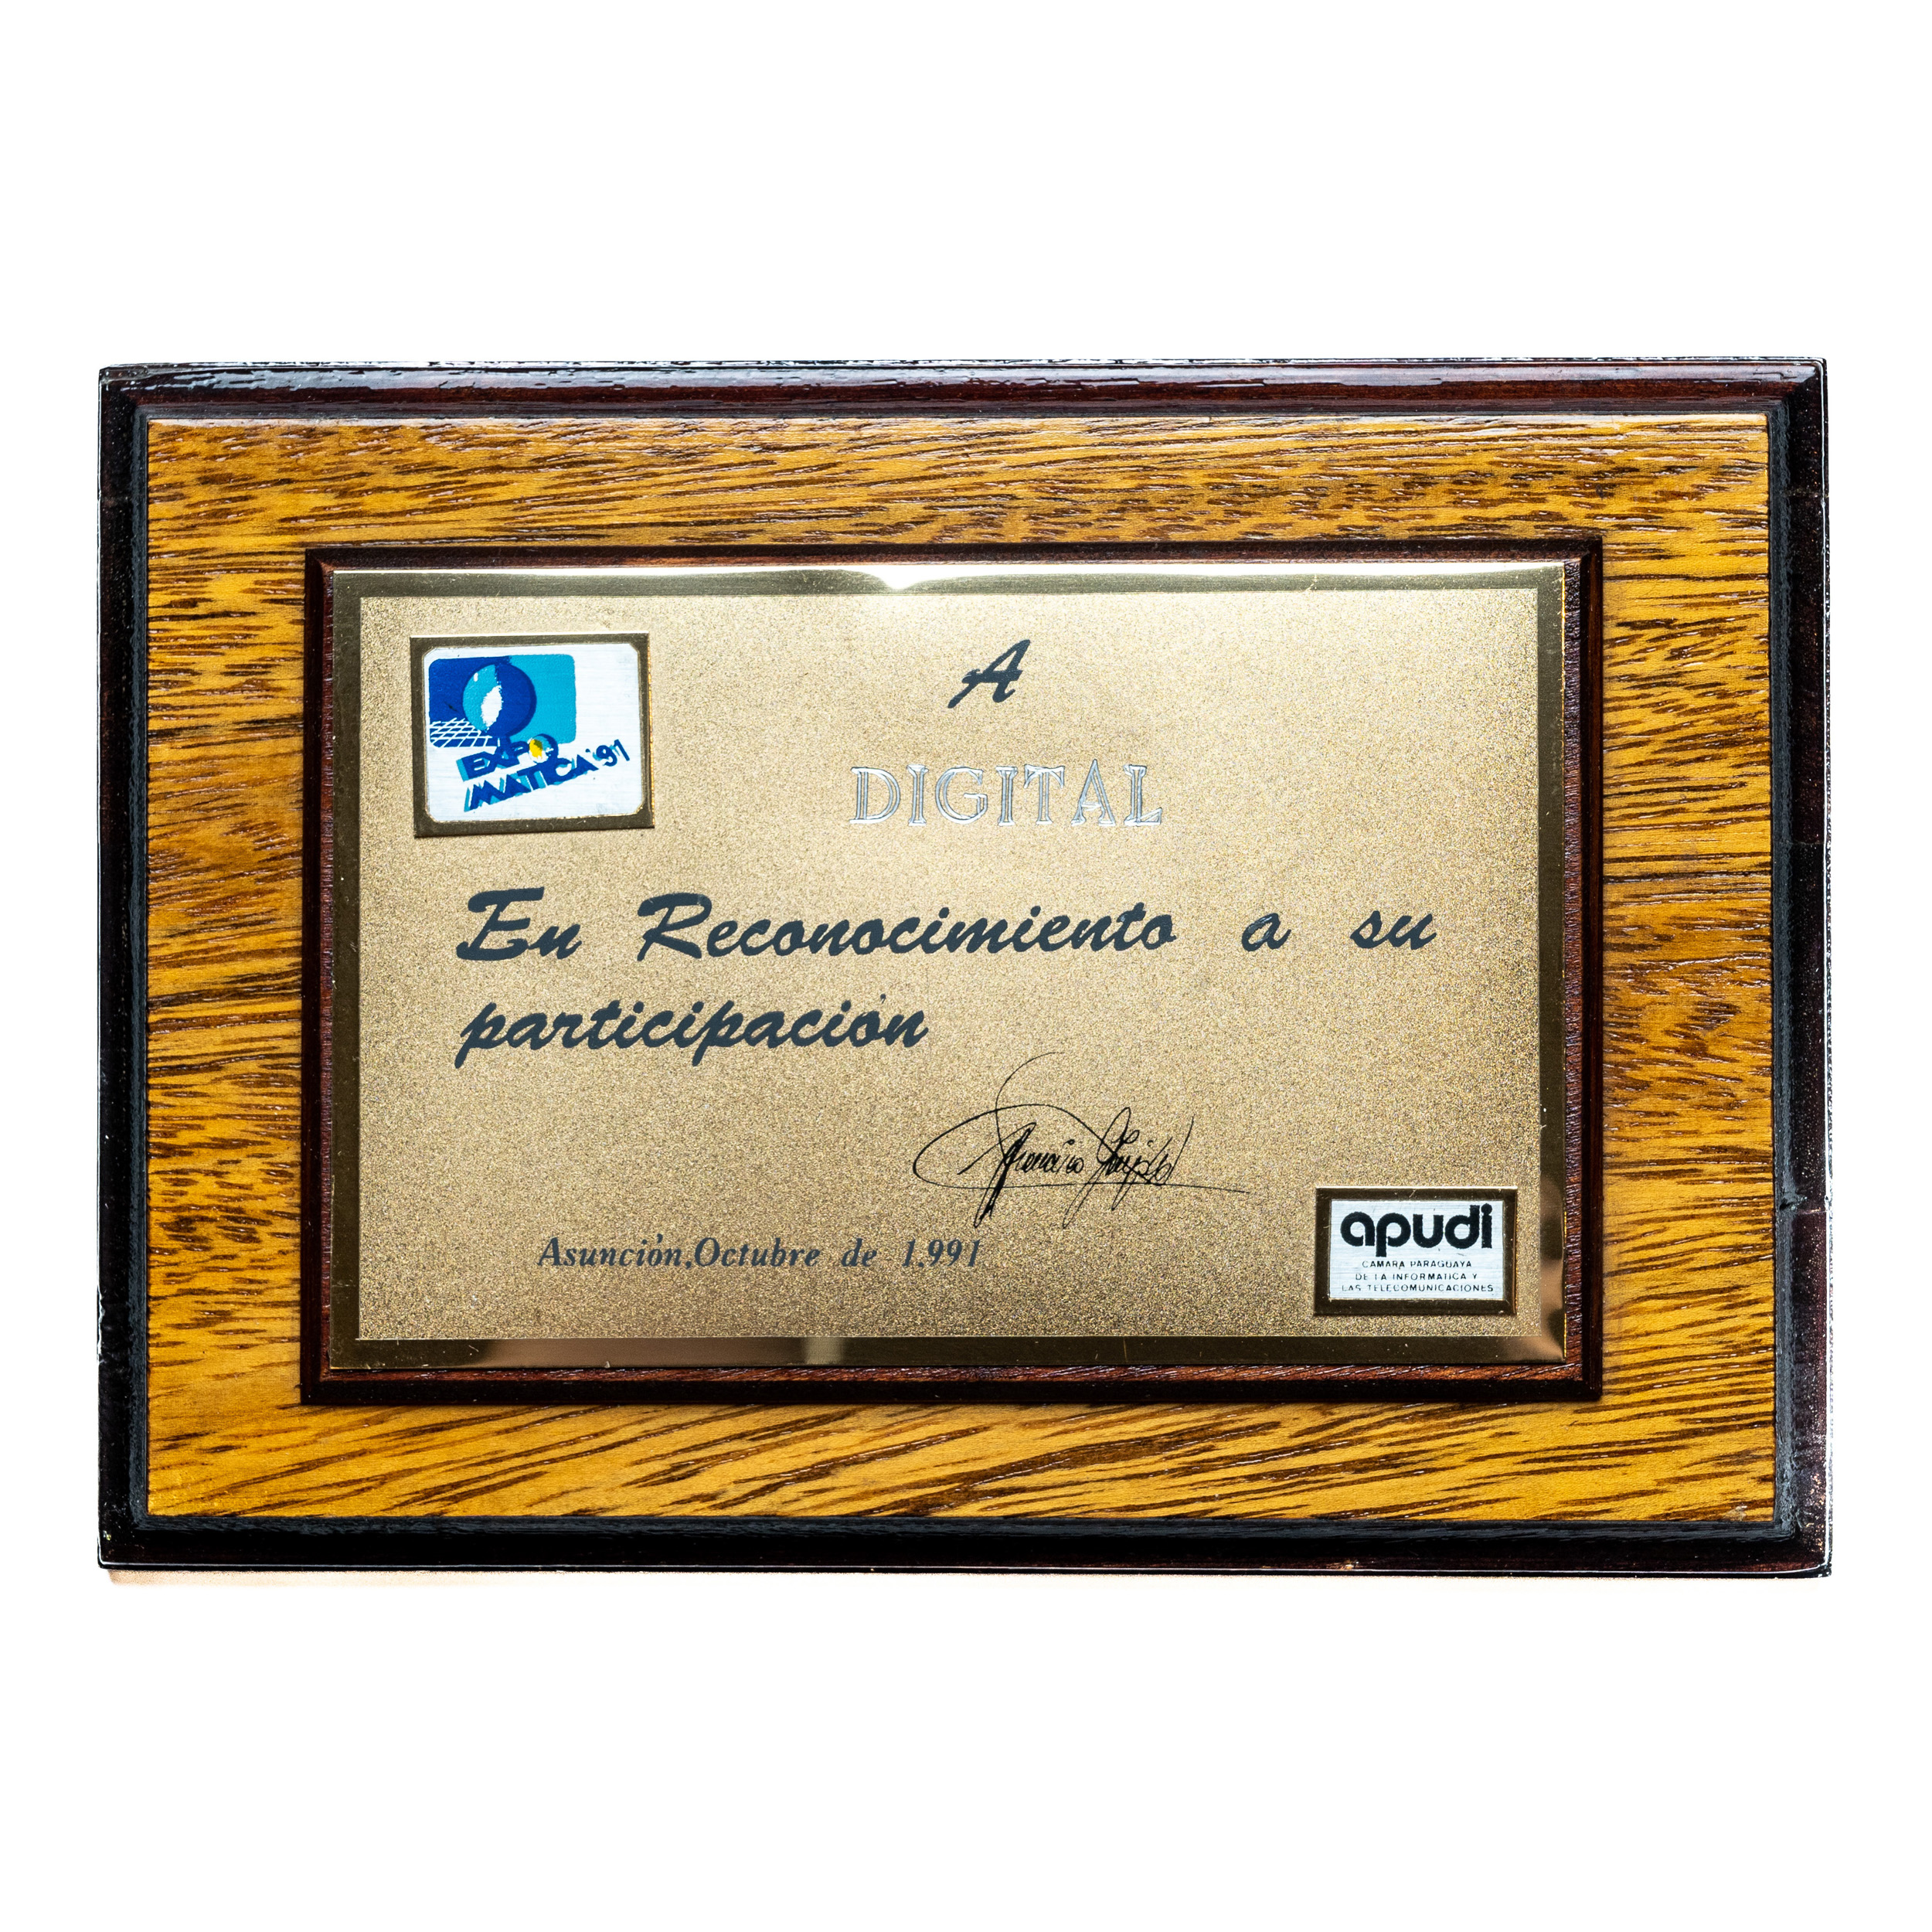 EXPO
MATICA '91
A
DIGITAL
En Reconocimiento a su
participación
Asunción, Octubre de 1.991
apudi
CAMARA PARAGUAYA
DE LA INFORMATICA Y
LAS TELECOMUNICACIONES